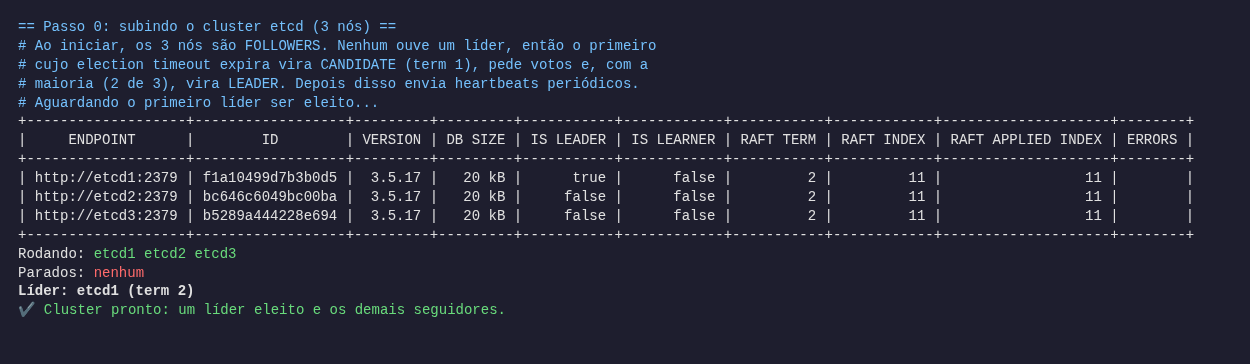 == Passo 0: subindo o cluster etcd (3 nós) ==
# Ao iniciar, os 3 nós são FOLLOWERS. Nenhum ouve um líder, então o primeiro
# cujo election timeout expira vira CANDIDATE (term 1), pede votos e, com a
# maioria (2 de 3), vira LEADER. Depois disso envia heartbeats periódicos.
# Aguardando o primeiro líder ser eleito...
+-------------------+------------------+---------+---------+-----------+------------+-----------+------------+--------------------+--------+
|     ENDPOINT      |        ID        | VERSION | DB SIZE | IS LEADER | IS LEARNER | RAFT TERM | RAFT INDEX | RAFT APPLIED INDEX | ERRORS |
+-------------------+------------------+---------+---------+-----------+------------+-----------+------------+--------------------+--------+
| http://etcd1:2379 | f1a10499d7b3b0d5 |  3.5.17 |   20 kB |      true |      false |         2 |         11 |                 11 |        |
| http://etcd2:2379 | bc646c6049bc00ba |  3.5.17 |   20 kB |     false |      false |         2 |         11 |                 11 |        |
| http://etcd3:2379 | b5289a444228e694 |  3.5.17 |   20 kB |     false |      false |         2 |         11 |                 11 |        |
+-------------------+------------------+---------+---------+-----------+------------+-----------+------------+--------------------+--------+
Rodando: etcd1 etcd2 etcd3
Parados: nenhum
Líder: etcd1 (term 2)
✔ Cluster pronto: um líder eleito e os demais seguidores.